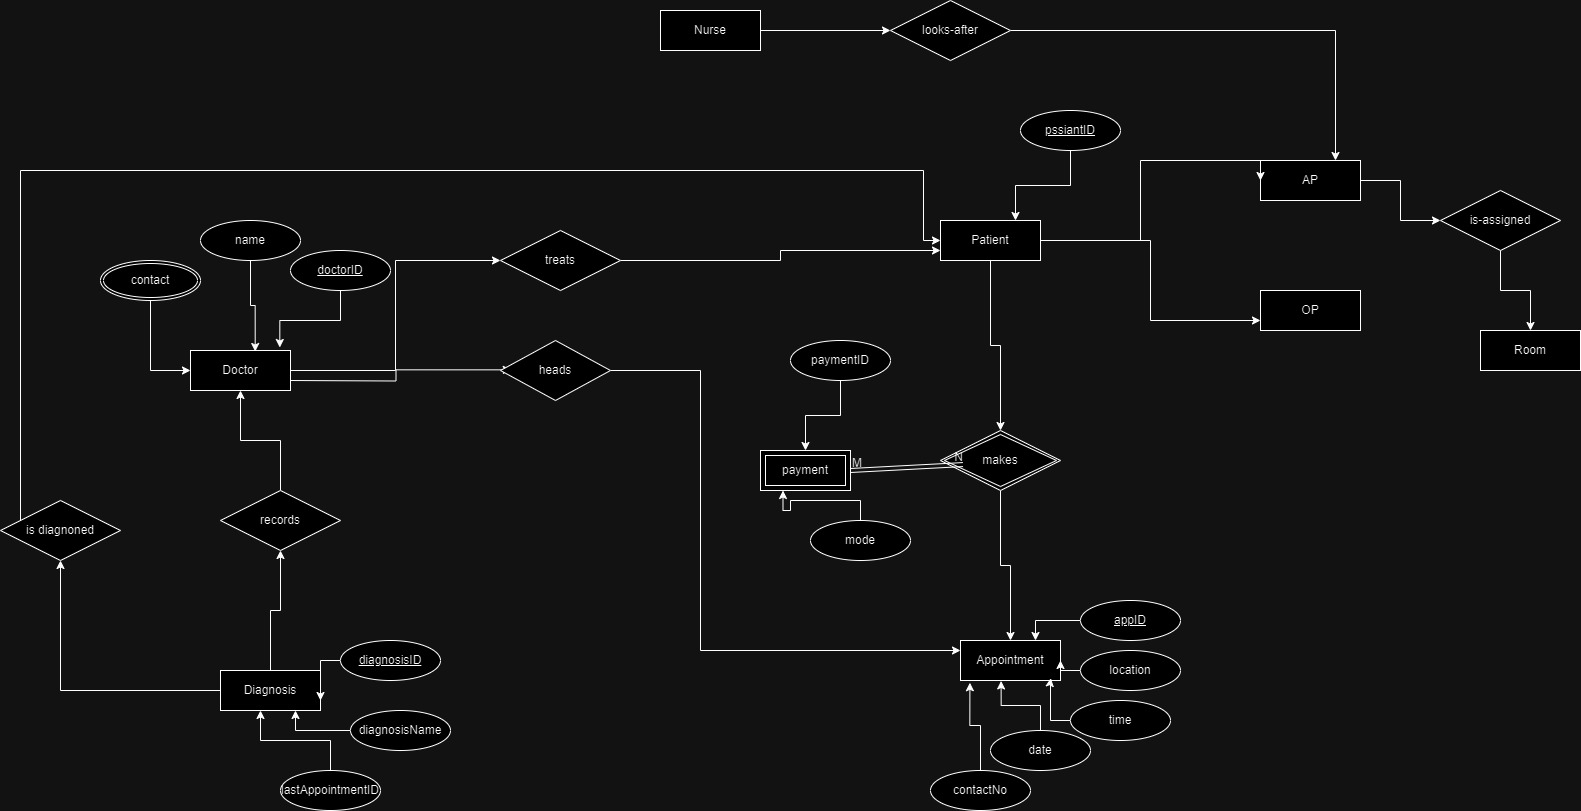 Nurse
looks-after
pssiantID
AP
is-assigned
Patient
name
treats
doctorID
contact
OP
Room
paymentID
Doctor
heads
M
N
makes
payment
records
is diagnoned
mode
appID
diagnosisID
Appointment
location
Diagnosis
time
diagnosisName
date
lastAppointmentID
contactNo